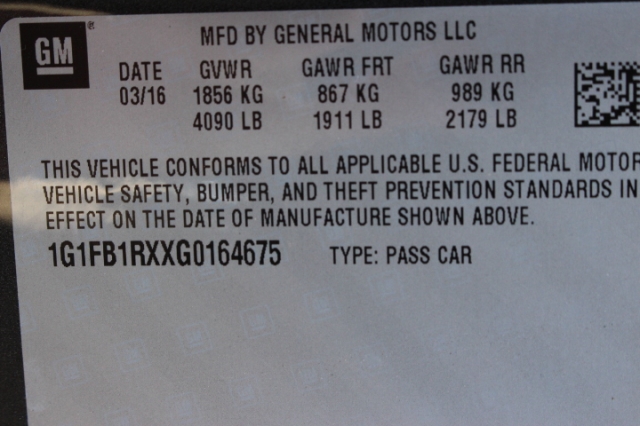 GM®
MFD BY GENERAL MOTORS LLC
DATE GVWR GAWR FRT GAWR RR
03/16 1856 KG 867 KG 989 KG
4090 LB 1911 LB 2179 LB
THIS VEHICLE CONFORMS TO ALL APPLICABLE U.S. FEDERAL MOTOR
VEHICLE SAFETY, BUMPER, AND THEFT PREVENTION STANDARDS IN
EFFECT ON THE DATE OF MANUFACTURE SHOWN ABOVE.
1G1FB1RXXG0164675 TYPE: PASS CAR